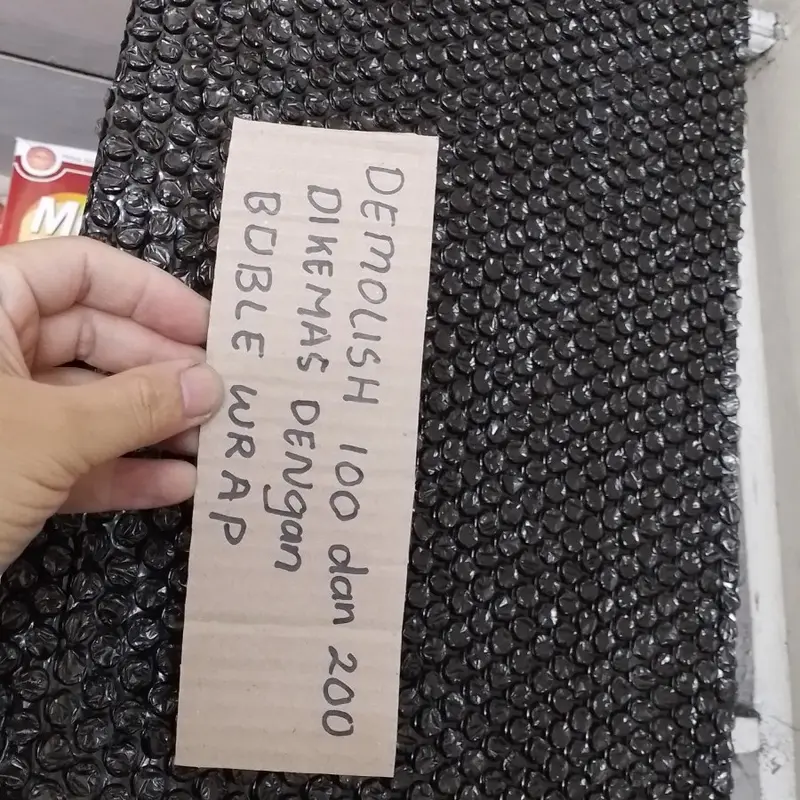 DEMOLISH 100 dan 200
DIKEMAS DENgan
BUBLE WRAP
M